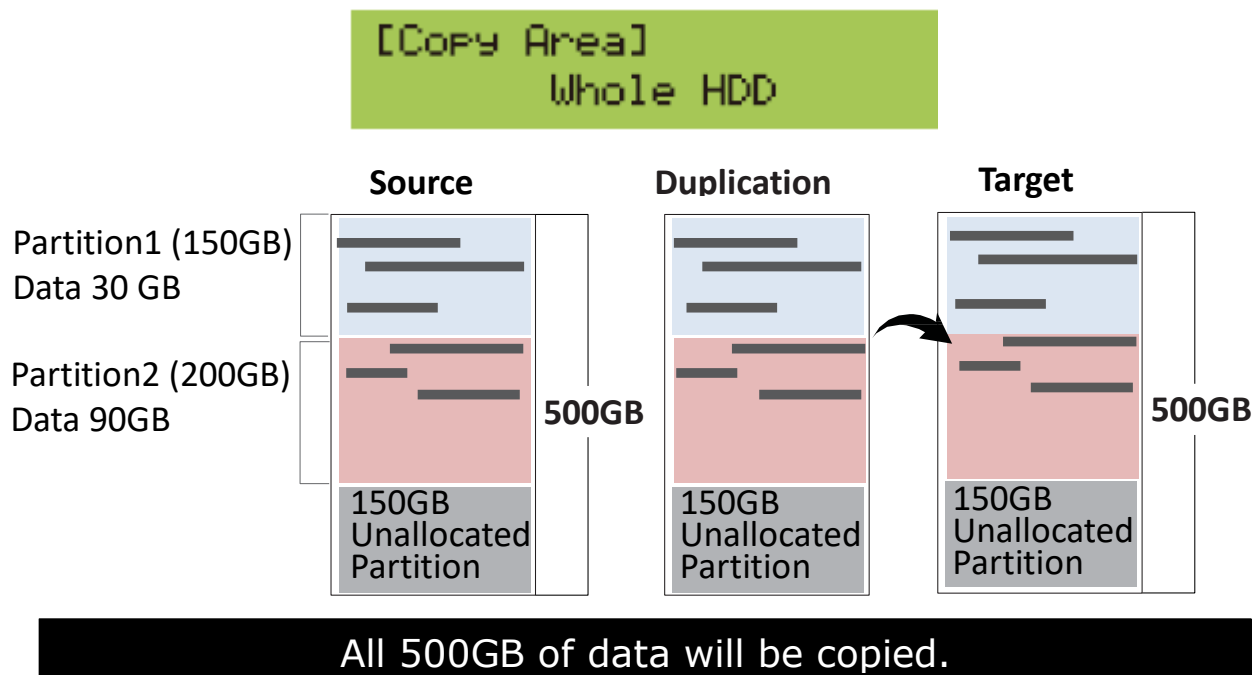 [Copy Area]
Whole HDD
Source
Duplication
Target
Partition1 (150GB)
Data 30 GB
Partition2 (200GB)
Data 90GB
500GB
500GB
150GB
Unallocated
Partition
150GB
Unallocated
Partition
150GB
Unallocated
Partition
All 500GB of data will be copied.